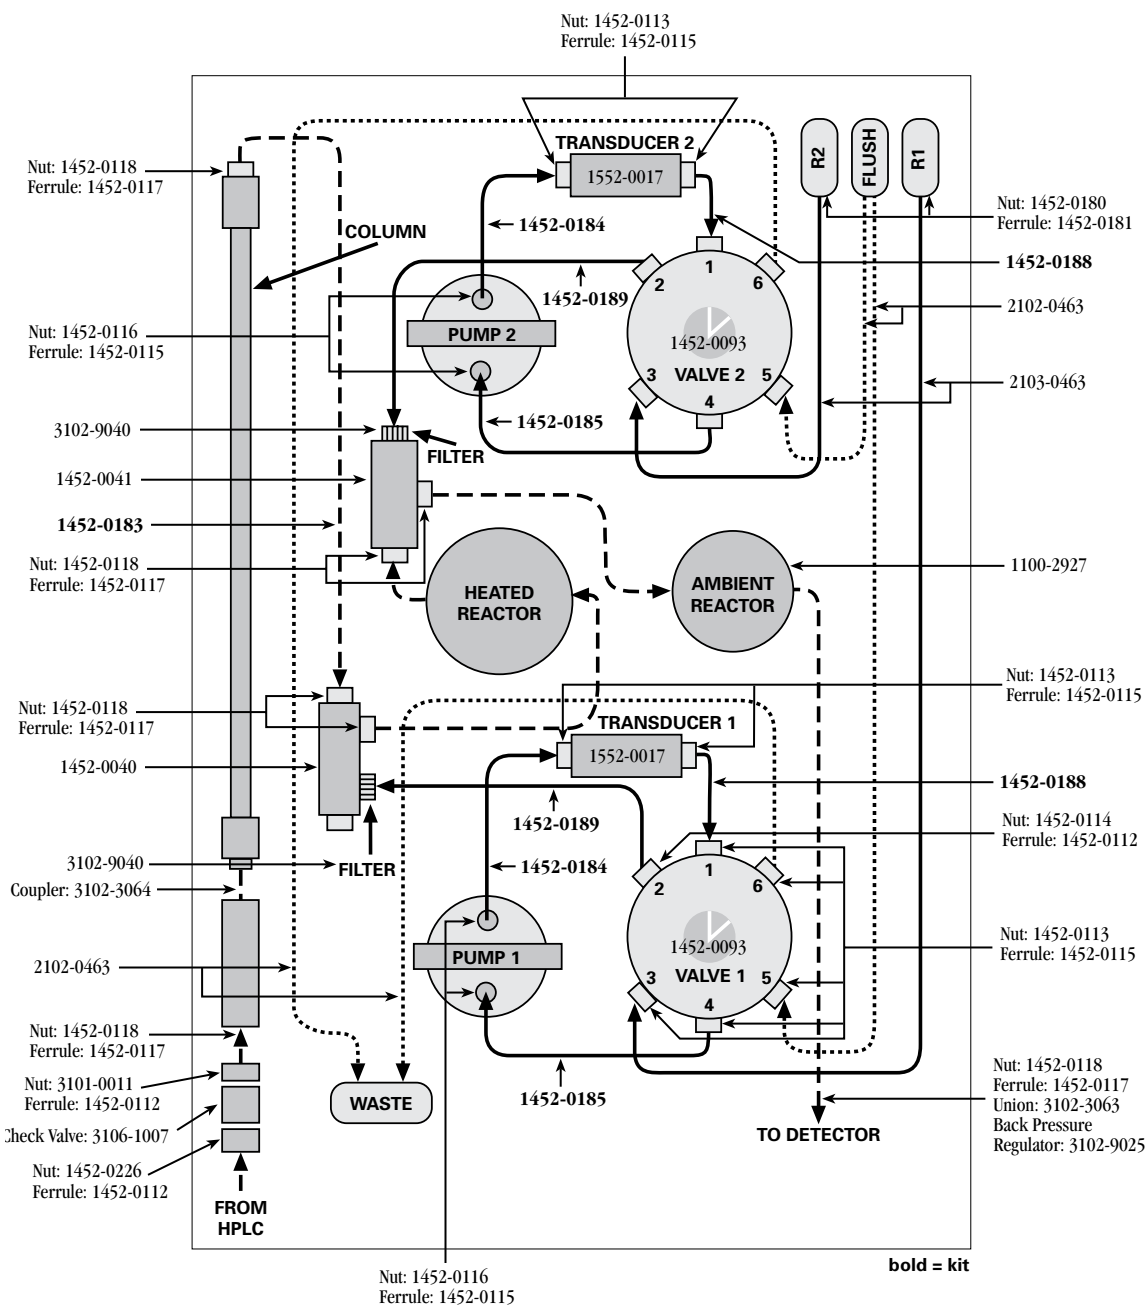 Nut: 1452-0113
Ferrule: 1452-0115
TRANSDUCER 2
1552-0017
R2
FLUSH
R1
Nut: 1452-0118
Ferrule: 1452-0117
Nut: 1452-0180
Ferrule: 1452-0181
1452-0184
COLUMN
1
2
6
1452-0188
1452-0189
2102-0463
Nut: 1452-0116
Ferrule: 1452-0115
PUMP 2
1452-0093
3
VALVE 2
5
4
2103-0463
1452-0185
3102-9040
FILTER
1452-0041
1452-0183
Nut: 1452-0118
Ferrule: 1452-0117
HEATED
REACTOR
AMBIENT
REACTOR
1100-2927
Nut: 1452-0113
Ferrule: 1452-0115
Nut: 1452-0118
Ferrule: 1452-0117
TRANSDUCER 1
1552-0017
1452-0040
1452-0188
1452-0189
Nut: 1452-0114
Ferrule: 1452-0112
3102-9040
FILTER
1452-0184
1
2
6
Coupler: 3102-3064
Nut: 1452-0113
Ferrule: 1452-0115
PUMP 1
1452-0093
3
VALVE 1
5
4
2102-0463
Nut: 1452-0118
Ferrule: 1452-0117
Nut: 3101-0011
Ferrule: 1452-0112
WASTE
1452-0185
Nut: 1452-0118
Ferrule: 1452-0117
Union: 3102-3063
Back Pressure
Regulator: 3102-9025
TO DETECTOR
Check Valve: 3106-1007
Nut: 1452-0226
Ferrule: 1452-0112
FROM
HPLC
bold = kit
Nut: 1452-0116
Ferrule: 1452-0115